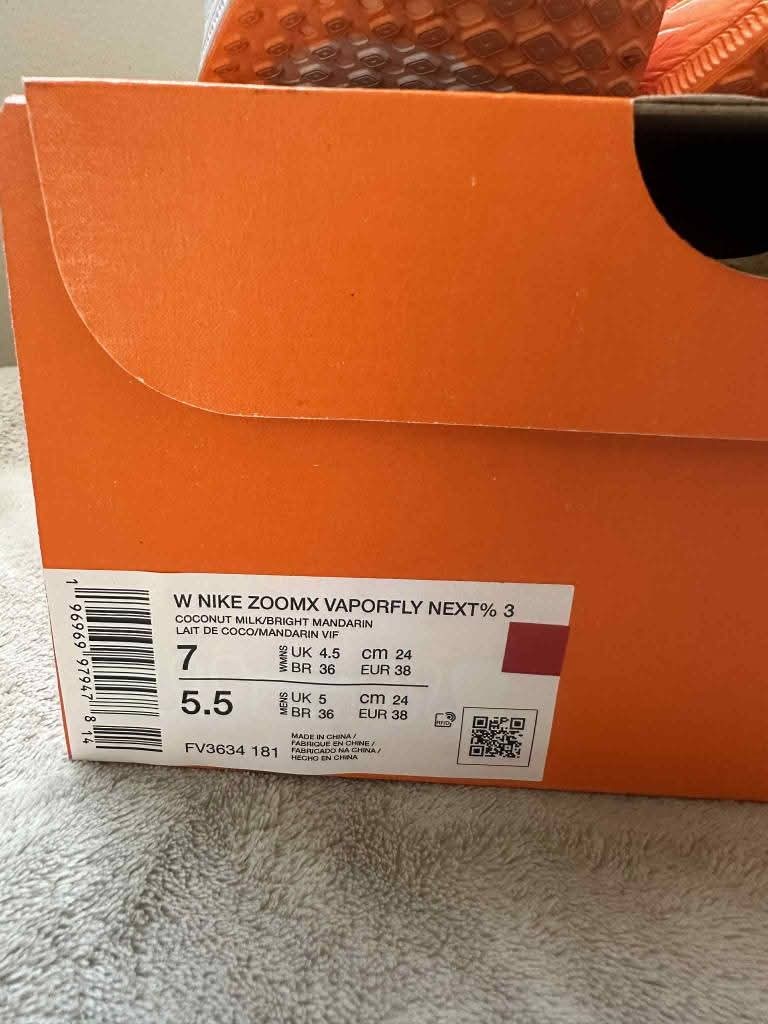 W NIKE ZOOMX VAPORFLY NEXT% 3
COCONUT MILK/BRIGHT MANDARIN
LAIT DE COCO/MANDARIN VIF
7 WMNS UK 4.5 cm 24
BR 36 EUR 38
5.5 MENS UK 5 cm 24
BR 36 EUR 38
FV3634 181
MADE IN CHINA /
FABRIQUE EN CHINE /
FABRICADO NA CHINA /
HECHO EN CHINA
RFID
1 96969 97947 8 14